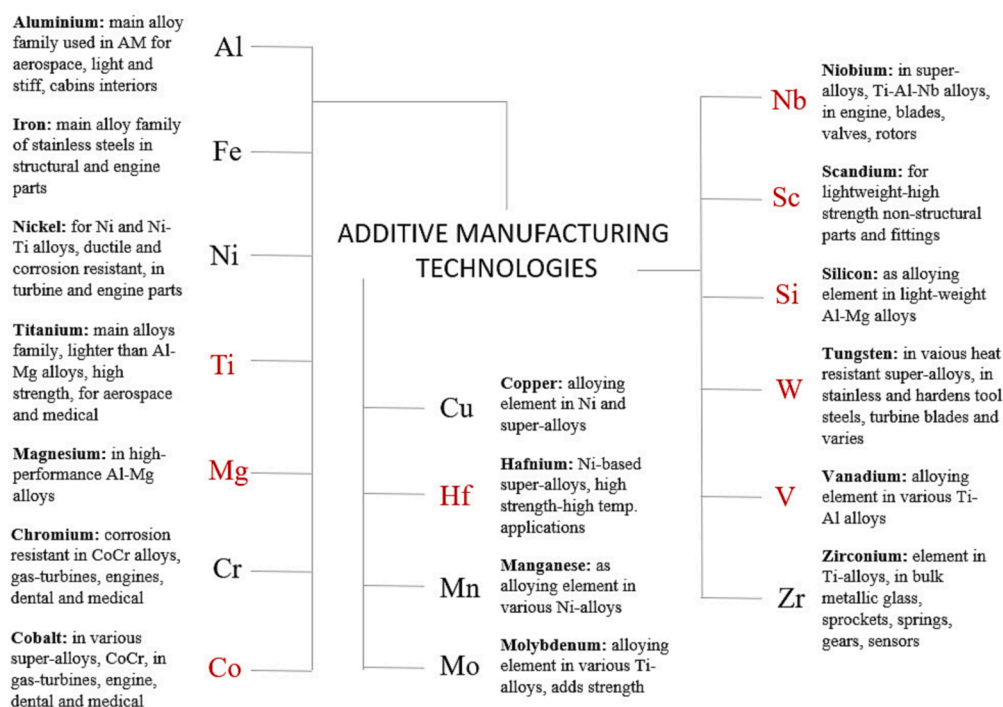 Aluminium: main alloy
family used in AM for
aerospace, light and
stiff, cabins interiors
Al
Iron: main alloy family
of stainless steels in
structural and engine
parts
Fe
Nickel: for Ni and Ni-
Ti alloys, ductile and
corrosion resistant, in
turbine and engine parts
Ni
Titanium: main alloys
family, lighter than Al-
Mg alloys, high
strength, for aerospace
and medical
Ti
Magnesium: in high-
performance Al-Mg
alloys
Mg
Chromium: corrosion
resistant in CoCr alloys,
gas-turbines, engines,
dental and medical
Cr
Cobalt: in various
super-alloys, CoCr, in
gas-turbines, engine,
dental and medical
Co
ADDITIVE MANUFACTURING
TECHNOLOGIES
Cu
Copper: alloying
element in Ni and
super-alloys
Hf
Hafnium: Ni-based
super-alloys, high
strength-high temp.
applications
Mn
Manganese: as
alloying element in
various Ni-alloys
Mo
Molybdenum: alloying
element in various Ti-
alloys, adds strength
Nb
Niobium: in super-
alloys, Ti-Al-Nb alloys,
in engine, blades,
valves, rotors
Sc
Scandium: for
lightweight-high
strength non-structural
parts and fittings
Si
Silicon: as alloying
element in light-weight
Al-Mg alloys
W
Tungsten: in vaious heat
resistant super-alloys, in
stainless and hardens tool
steels, turbine blades and
varies
V
Vanadium: alloying
element in various Ti-
Al alloys
Zr
Zirconium: element in
Ti-alloys, in bulk
metallic glass,
sprockets, springs,
gears, sensors